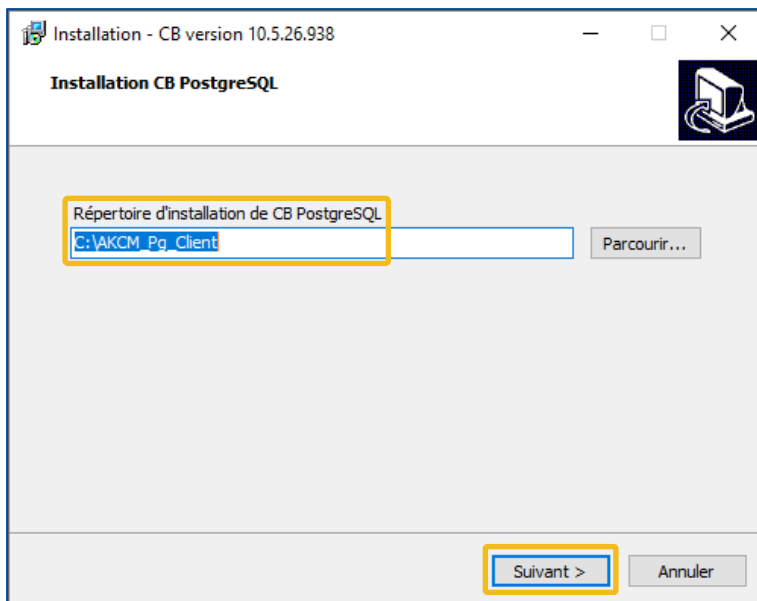 Installation - CB version 10.5.26.938
Installation CB PostgreSQL
Répertoire d'installation de CB PostgreSQL
C:\AKCM_Pg_Client
Parcourir...
Suivant >
Annuler